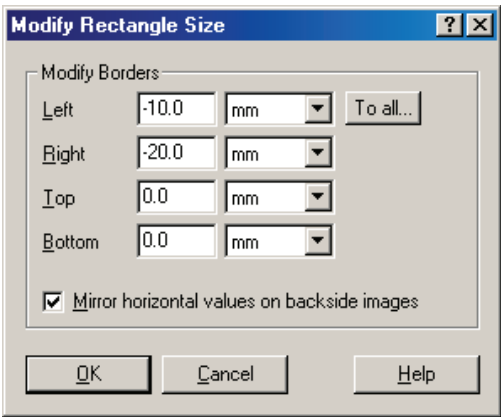 Modify Rectangle Size
Modify Borders
Left -10.0 mm To all...
Right -20.0 mm
Top 0.0 mm
Bottom 0.0 mm
Mirror horizontal values on backside images
OK Cancel Help